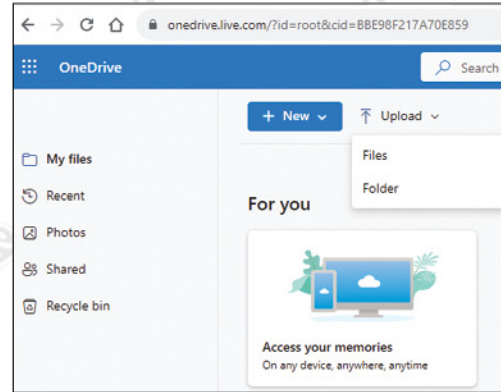 onedrive.live.com/?id=root&cid=BBE98F217A70E859
OneDrive
Search
New
Upload
Files
Folder
My files
Recent
Photos
Shared
Recycle bin
For you
Access your memories
On any device, anywhere, anytime